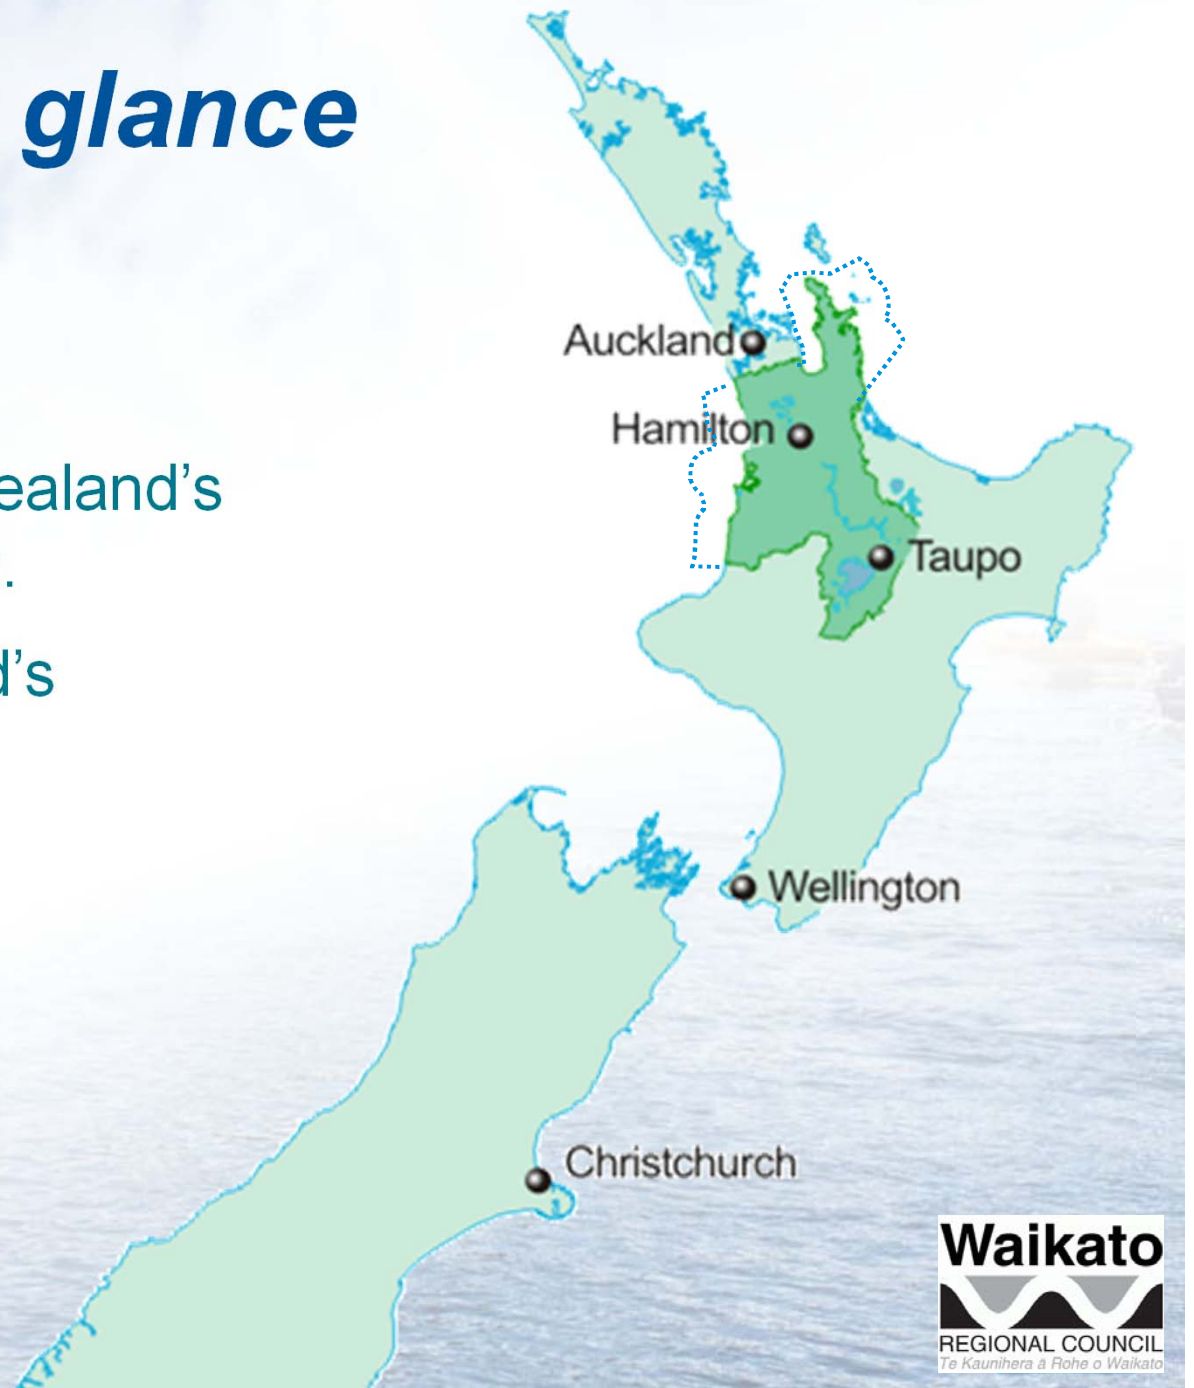 glance
ealand's
.
d's
Auckland
Hamilton
Taupo
Wellington
Christchurch
Waikato
REGIONAL COUNCIL
Te Kaunihera ā Rohe o Waikato